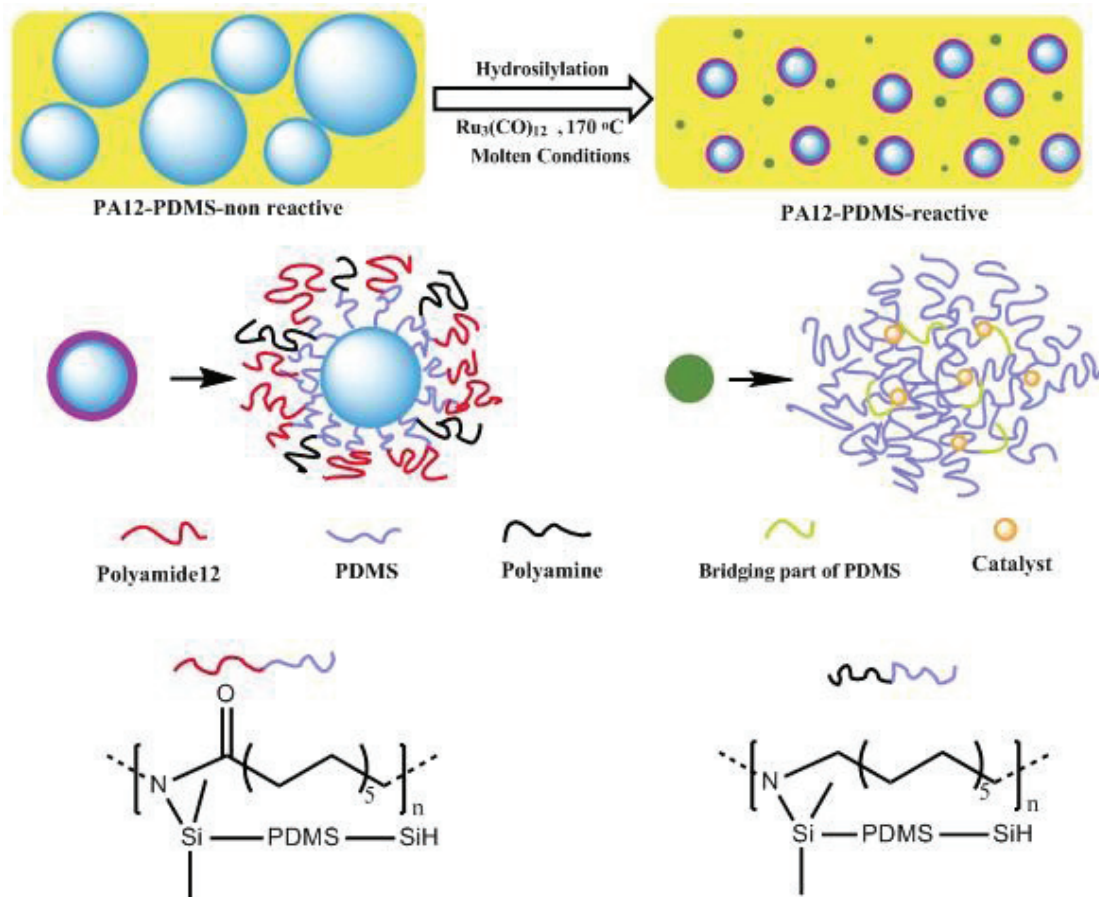 Hydrosilylation
Ru₃(CO)₁₂ , 170 ºC
Molten Conditions
PA12-PDMS-non reactive
PA12-PDMS-reactive
Polyamide12
PDMS
Polyamine
Bridging part of PDMS
Catalyst
O
N
5
n
Si
PDMS
SiH
N
5
n
Si
PDMS
SiH